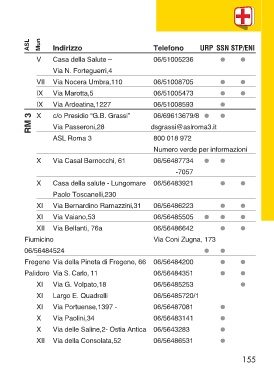 ASL Mun Indirizzo Telefono URP SSN STP/ENI
RM 3
V Casa della Salute – 06/51005236 ● ●
Via N. Forteguerri,4
VII Via Nocera Umbra,110 06/51008705 ● ●
IX Via Marotta,5 06/51005473 ● ●
IX Via Ardeatina,1227 06/51008593 ●
X c/o Presidio “G.B. Grassi” 06/69613679/8 ● ●
Via Passeroni,28 dsgrassi@aslroma3.it
ASL Roma 3 800 018 972
Numero verde per informazioni
X Via Casal Bernocchi, 61 06/56487734 ● ●
-7057
X Casa della salute - Lungomare 06/56483921 ● ●
Paolo Toscanelli,230
XI Via Bernardino Ramazzini,31 06/56486223 ● ●
XI Via Vaiano,53 06/56485505 ● ● ●
XII Via Belfanti, 76a 06/56486642 ● ●
Fiumicino Via Coni Zugna, 173
06/56484524 ● ●
Fregene Via della Pineta di Fregene, 66 06/56484200 ● ●
Palidoro Via S. Carlo, 11 06/56484351 ● ●
XI Via G. Volpato,18 06/56485253 ●
XI Largo E. Quadrelli 06/56485720/1
XI Via Portuense,1397 - 06/56487081 ●
X Via Paolini,34 06/56483141 ●
X Via delle Saline,2- Ostia Antica 06/5643283 ●
XII Via della Consolata,52 06/56486531 ●
155